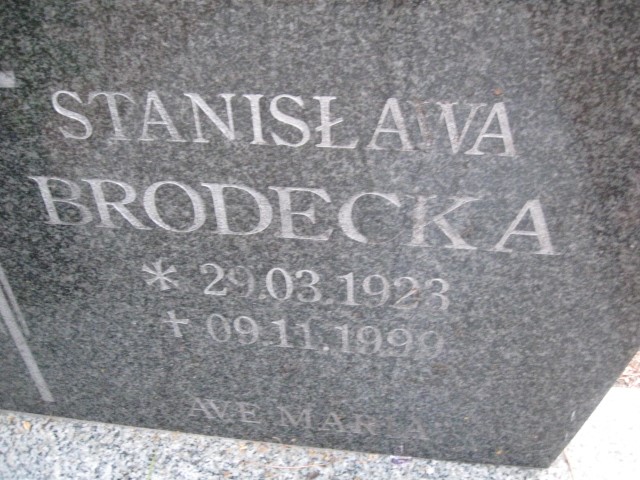 STANISŁAWA
BRODECKA
* 29.03.1923
+ 09.11.1999
AVE MARIA